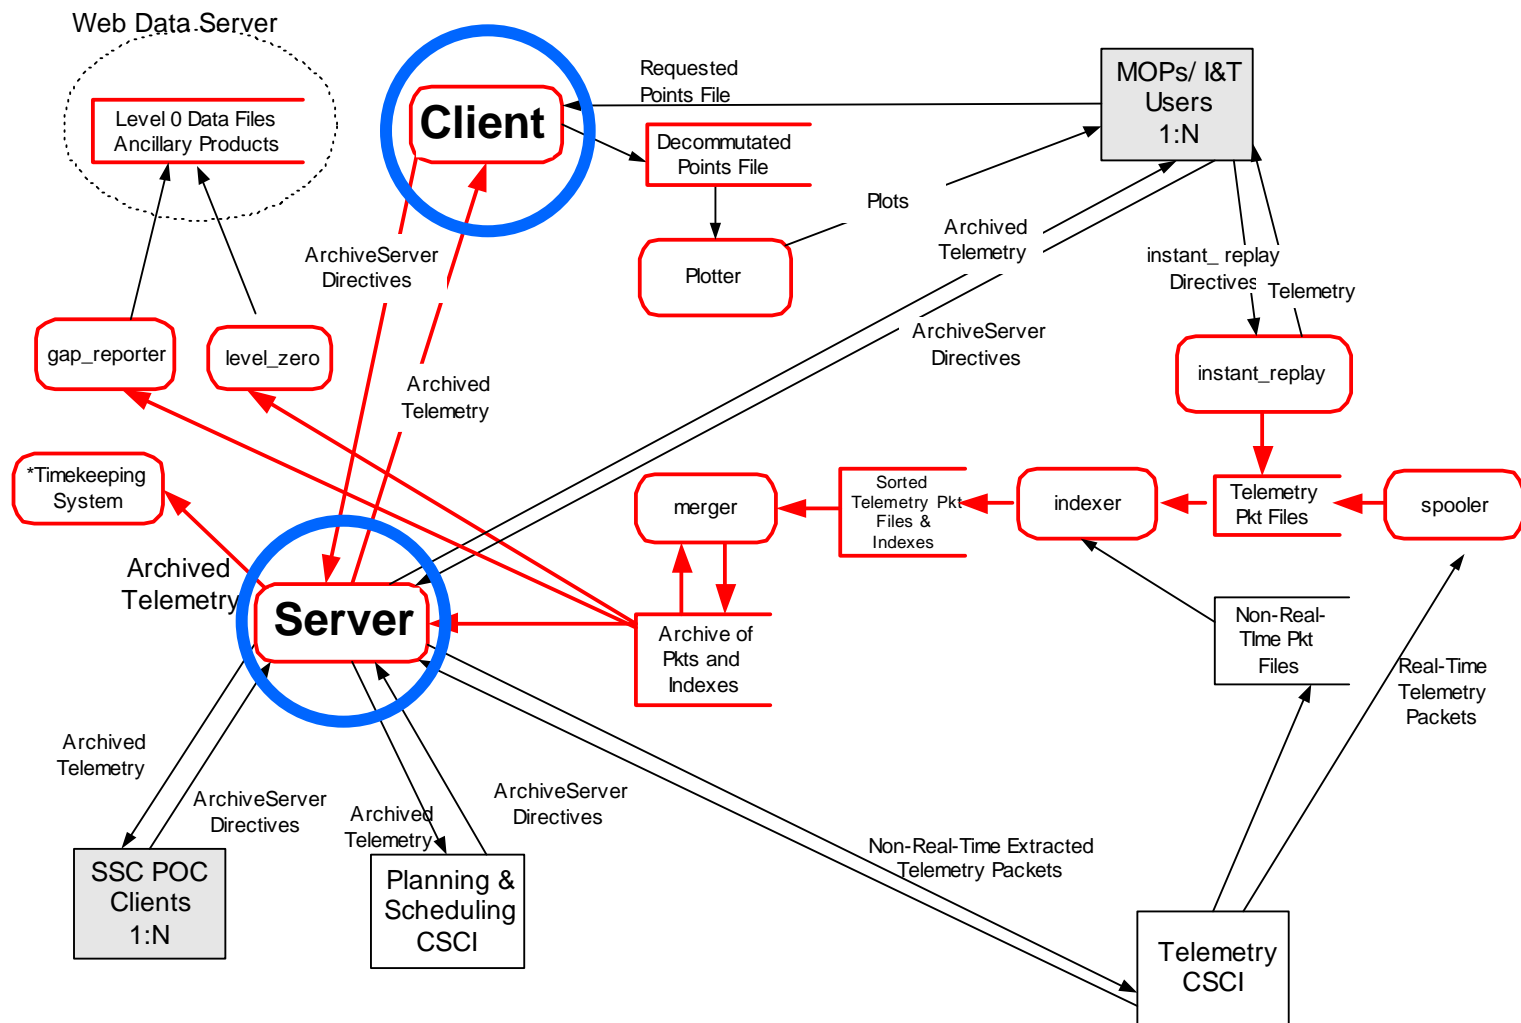 Web Data Server
Level 0 Data Files
Ancillary Products
Client
Requested
Points File
Decommutated
Points File
Plotter
Plots
MOPs/ I&T
Users
1:N
ArchiveServer
Directives
Archived
Telemetry
Archived
Telemetry
ArchiveServer
Directives
instant_ replay
Directives
Telemetry
instant_replay
gap_reporter
level_zero
*Timekeeping
System
Archived
Telemetry
Server
merger
Sorted
Telemetry Pkt
Files &
Indexes
indexer
Telemetry
Pkt Files
spooler
Archive of
Pkts and
Indexes
Non-Real-
TIme Pkt
Files
Real-Time
Telemetry
Packets
Archived
Telemetry
ArchiveServer
Directives
Archived
Telemetry
ArchiveServer
Directives
Non-Real-Time Extracted
Telemetry Packets
SSC POC
Clients
1:N
Planning &
Scheduling
CSCI
Telemetry
CSCI